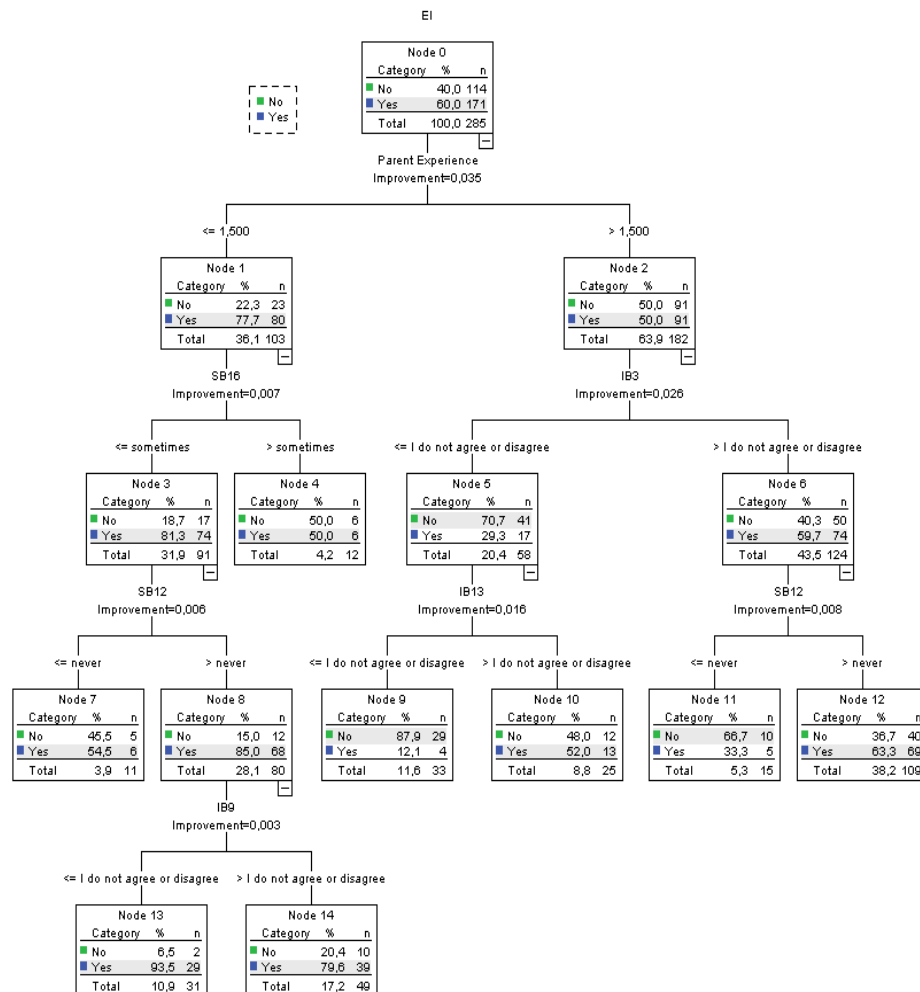 EI
Node 0
Category % n
No 40,0 114
Yes 60,0 171
Total 100,0 285
No
Yes
Parent Experience
Improvement=0,035
<= 1,500
> 1,500
Node 1
Category % n
No 22,3 23
Yes 77,7 80
Total 36,1 103
Node 2
Category % n
No 50,0 91
Yes 50,0 91
Total 63,9 182
SB16
Improvement=0,007
IB3
Improvement=0,026
<= sometimes
> sometimes
<= I do not agree or disagree
> I do not agree or disagree
Node 3
Category % n
No 18,7 17
Yes 81,3 74
Total 31,9 91
Node 4
Category % n
No 50,0 6
Yes 50,0 6
Total 4,2 12
Node 5
Category % n
No 70,7 41
Yes 29,3 17
Total 20,4 58
Node 6
Category % n
No 40,3 50
Yes 59,7 74
Total 43,5 124
SB12
Improvement=0,006
IB13
Improvement=0,016
SB12
Improvement=0,008
<= never
> never
<= I do not agree or disagree
> I do not agree or disagree
<= never
> never
Node 7
Category % n
No 45,5 5
Yes 54,5 6
Total 3,9 11
Node 8
Category % n
No 15,0 12
Yes 85,0 68
Total 28,1 80
Node 9
Category % n
No 87,9 29
Yes 12,1 4
Total 11,6 33
Node 10
Category % n
No 48,0 12
Yes 52,0 13
Total 8,8 25
Node 11
Category % n
No 66,7 10
Yes 33,3 5
Total 5,3 15
Node 12
Category % n
No 36,7 40
Yes 63,3 69
Total 38,2 109
IB9
Improvement=0,003
<= I do not agree or disagree
> I do not agree or disagree
Node 13
Category % n
No 6,5 2
Yes 93,5 29
Total 10,9 31
Node 14
Category % n
No 20,4 10
Yes 79,6 39
Total 17,2 49